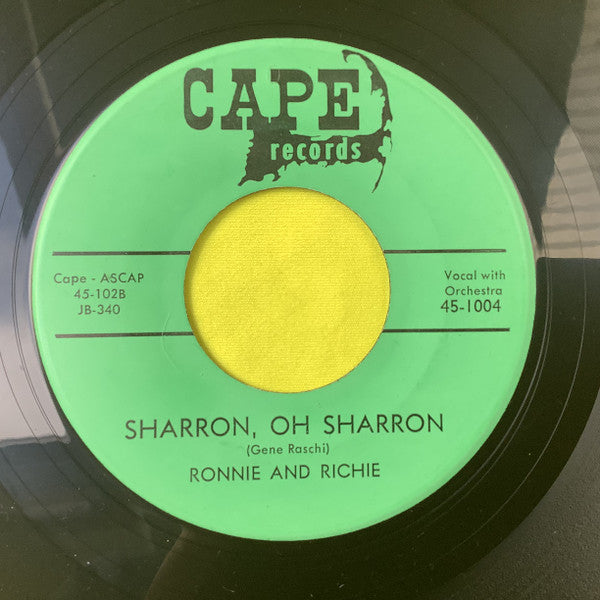 CAPE
records
Cape - ASCAP
45-102B
JB-340
Vocal with
Orchestra
45-1004
SHARRON, OH SHARRON
(Gene Raschi)
RONNIE AND RICHIE